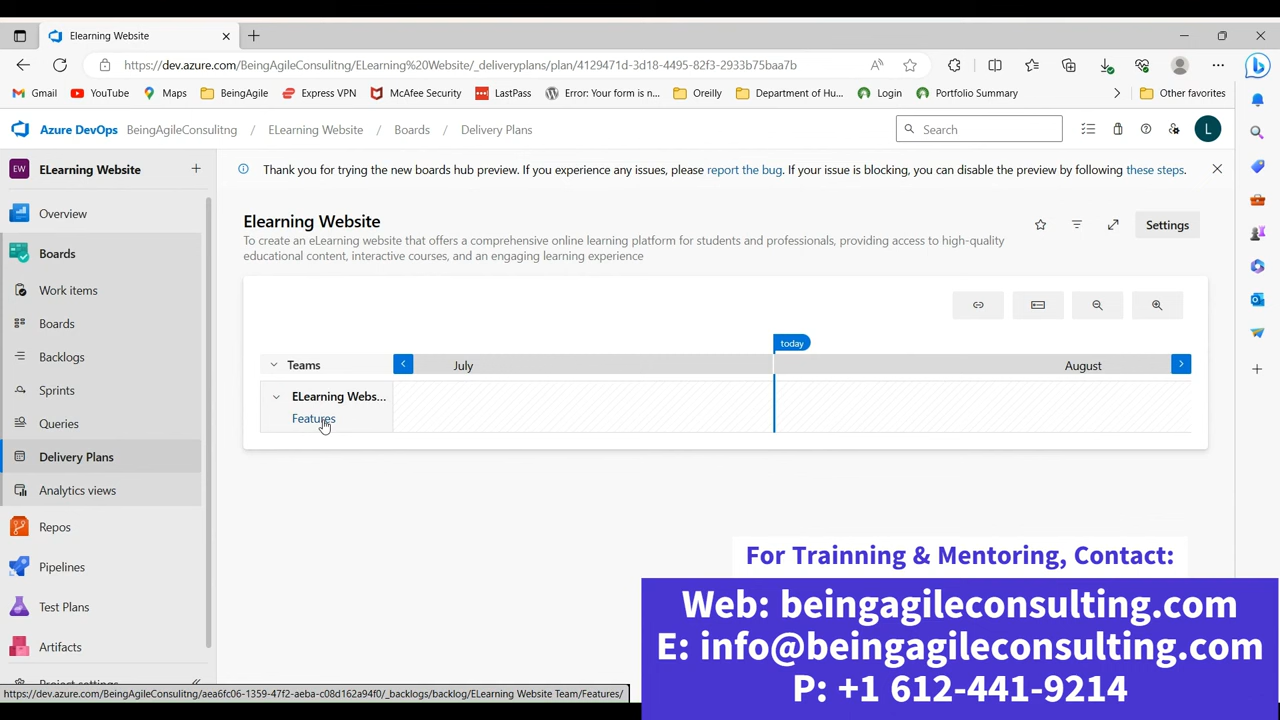 Elearning Website
https://dev.azure.com/BeingAgileConsulitng/ELearning%20Website/_deliveryplans/plan/4129471d-3d18-4495-82f3-2933b75baa7b
Gmail YouTube Maps BeingAgile Express VPN McAfee Security LastPass Error: Your form is n... Oreilly Department of Hu... Login Portfolio Summary Other favorites
Azure DevOps BeingAgileConsulitng / ELearning Website / Boards / Delivery Plans Search L
EW ELearning Website
Thank you for trying the new boards hub preview. If you experience any issues, please report the bug. If your issue is blocking, you can disable the preview by following these steps.
Overview
Boards
Work items
Boards
Backlogs
Sprints
Queries
Delivery Plans
Analytics views
Repos
Pipelines
Test Plans
Artifacts
Elearning Website
Settings
To create an eLearning website that offers a comprehensive online learning platform for students and professionals, providing access to high-quality
educational content, interactive courses, and an engaging learning experience
today
Teams July August
ELearning Webs...
Features
For Trainning & Mentoring, Contact:
Web: beingagileconsulting.com
E: info@beingagileconsulting.com
P: +1 612-441-9214
https://dev.azure.com/BeingAgileConsulitng/aea6fc06-1359-47f2-aeba-c08d162a94f0/_backlogs/backlog/ELearning Website Team/Features/